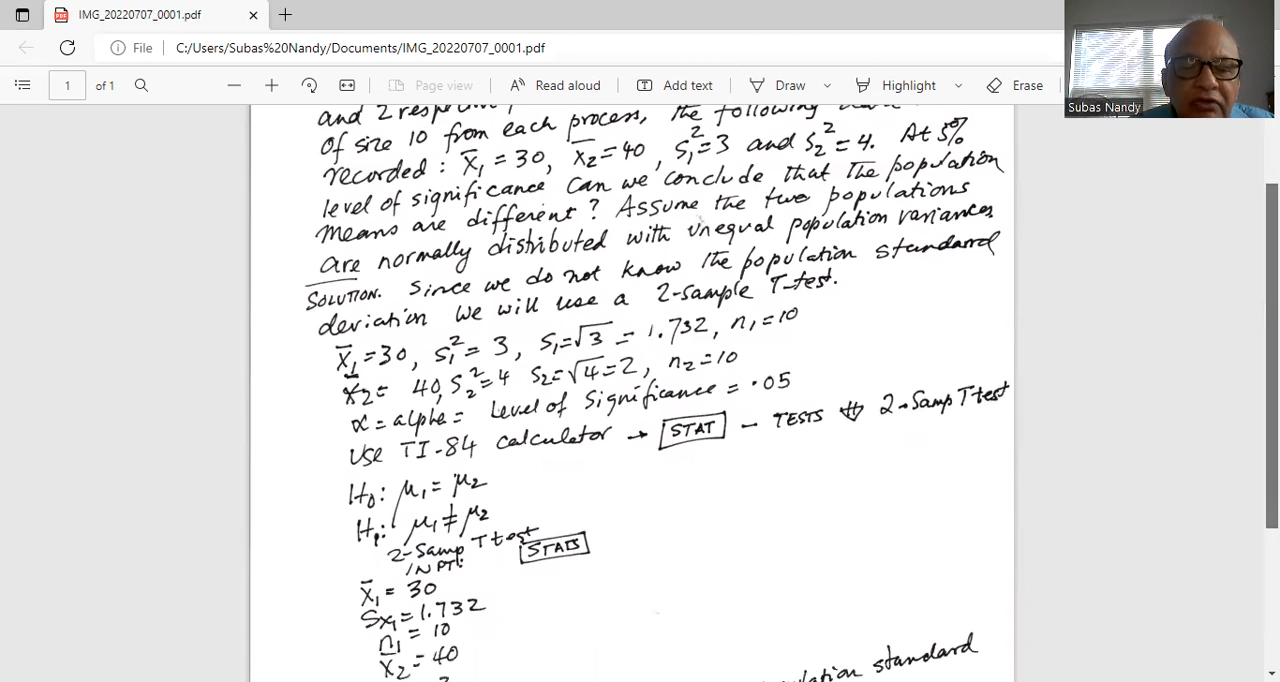 IMG_20220707_0001.pdf
File
C:/Users/Subas%20Nandy/Documents/IMG_20220707_0001.pdf
1
of 1
Page view
Read aloud
Add text
Draw
Highlight
Erase
Subas Nandy
and 2
of size 10 from each process, the following
recorded : x̄₁ = 30, x̄₂ = 40, s₁² = 3 and s₂² = 4. At 5%
level of significance can we conclude that the population
means are different? Assume the two populations
are normally distributed with unequal population variances
SOLUTION. Since we do not know the population standard
deviation we will use a 2-sample T-test.
x̄₁ = 30, s₁² = 3, s₁ = √3 = 1.732, n₁ = 10
x̄₂ = 40, s₂² = 4 s₂ = √4 = 2, n₂ = 10
α = alpha = Level of significance = .05
Use TI-84 calculator → STAT – TESTS 2-SampTtest
H₀: μ₁ = μ₂
μ₁ ≠ μ₂
2-Samp Ttest
STATS
INPT:
x̄₁ = 30
Sx₁ = 1.732
n₁ = 10
x̄₂ = 40
standard